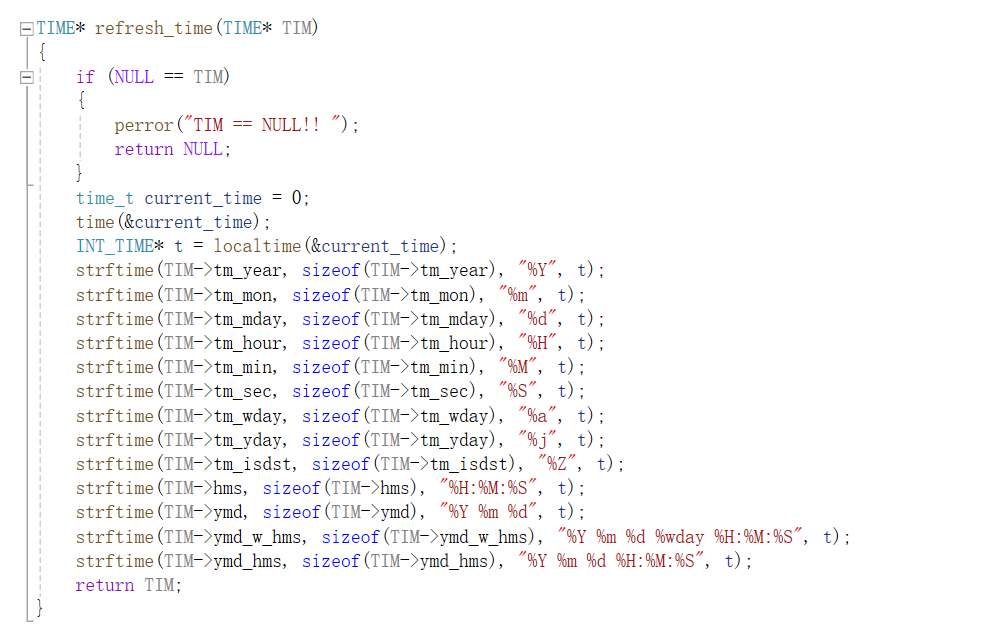 TIME* refresh_time(TIME* TIM)
{
    if (NULL == TIM)
    {
        perror("TIM == NULL!! ");
        return NULL;
    }
    time_t current_time = 0;
    time(&current_time);
    INT_TIME* t = localtime(&current_time);
    strftime(TIM->tm_year, sizeof(TIM->tm_year), "%Y", t);
    strftime(TIM->tm_mon, sizeof(TIM->tm_mon), "%m", t);
    strftime(TIM->tm_mday, sizeof(TIM->tm_mday), "%d", t);
    strftime(TIM->tm_hour, sizeof(TIM->tm_hour), "%H", t);
    strftime(TIM->tm_min, sizeof(TIM->tm_min), "%M", t);
    strftime(TIM->tm_sec, sizeof(TIM->tm_sec), "%S", t);
    strftime(TIM->tm_wday, sizeof(TIM->tm_wday), "%a", t);
    strftime(TIM->tm_yday, sizeof(TIM->tm_yday), "%j", t);
    strftime(TIM->tm_isdst, sizeof(TIM->tm_isdst), "%Z", t);
    strftime(TIM->hms, sizeof(TIM->hms), "%H:%M:%S", t);
    strftime(TIM->ymd, sizeof(TIM->ymd), "%Y %m %d", t);
    strftime(TIM->ymd_w_hms, sizeof(TIM->ymd_w_hms), "%Y %m %d %wday %H:%M:%S", t);
    strftime(TIM->ymd_hms, sizeof(TIM->ymd_hms), "%Y %m %d %H:%M:%S", t);
    return TIM;
}